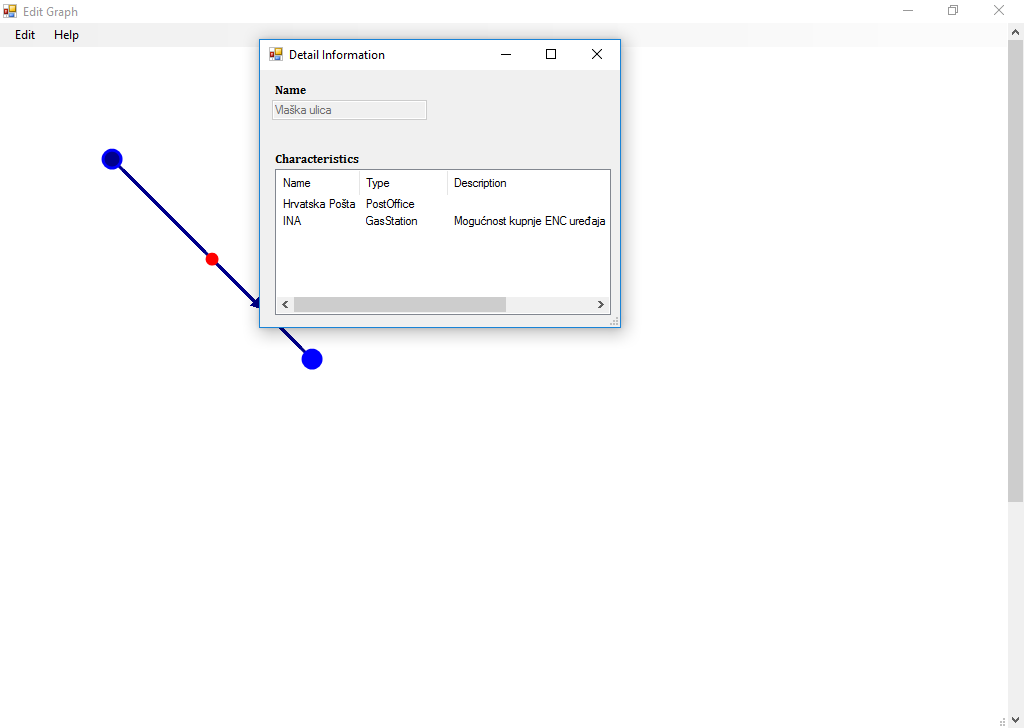 Edit Graph
Edit Help
Detail Information
Name
Vlaška ulica
Characteristics
Name Type Description
Hrvatska Pošta PostOffice
INA GasStation Mogućnost kupnje ENC uređaja